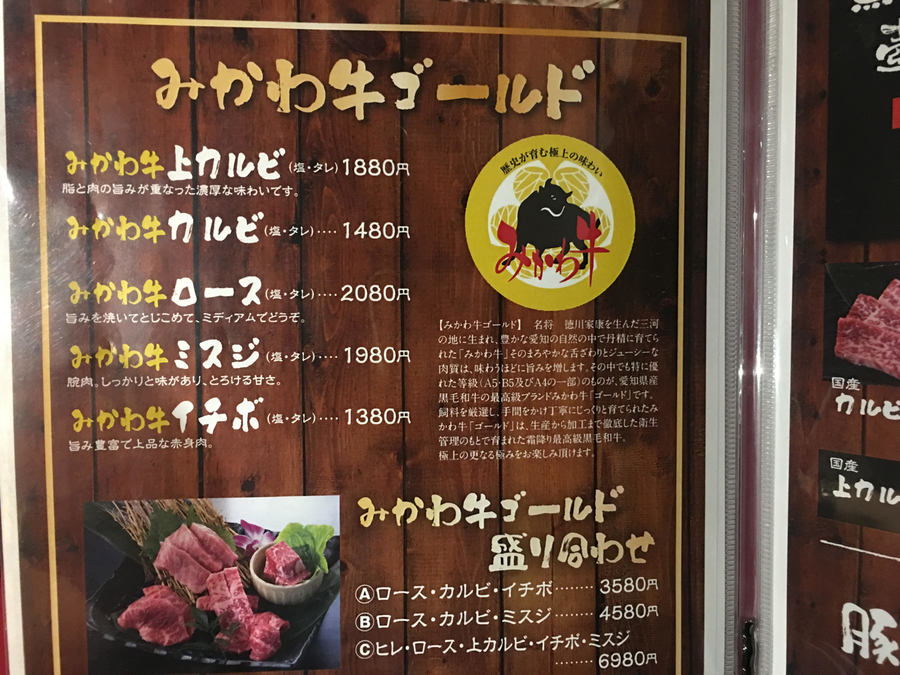 みかわ牛ゴールド
みかわ牛上カルビ(塩・タレ)1880円
脂と肉の旨みが重なった濃厚な味わいです。
みかわ牛カルビ(塩・タレ)‥‥1480円
みかわ牛ロース(塩・タレ)‥‥2080円
旨みを焼いてとじこめて、ミディアムでどうぞ。
みかわ牛ミスジ(塩・タレ)‥‥1980円
腕肉。しっかりと味があり、とろける甘さ。
みかわ牛イチボ(塩・タレ)‥‥1380円
旨み豊富で上品な赤身肉。
歴史が育む極上の味わい
みかわ牛
【みかわ牛ゴールド】 名将 徳川家康を生んだ三河
の地に生まれ、豊かな愛知の自然の中で丹精に育て
られた「みかわ牛」そのまろやかな舌ざわりとジューシーな
肉質は、味わうほどに旨みを増します。その中でも特に優
れた等級(A5・B5及びA4の一部)のものが、愛知県産
黒毛和牛の最高級ブランドみかわ牛「ゴールド」です。
飼料を厳選し、手間をかけ丁寧にじっくりと育てられたみ
かわ牛「ゴールド」は、生産から加工まで徹底した衛生
管理のもとで育まれた霜降り最高級黒毛和牛。
極上の更なる極みをお楽しみ頂けます。
みかわ牛ゴールド
盛り合わせ
Ⓐロース・カルビ・イチボ‥‥‥‥3580円
Ⓑロース・カルビ・ミスジ‥‥‥‥4580円
Ⓒヒレ・ロース・上カルビ・イチボ・ミスジ
‥‥‥‥6980円
国産
カルビ
国産
上カル
豚